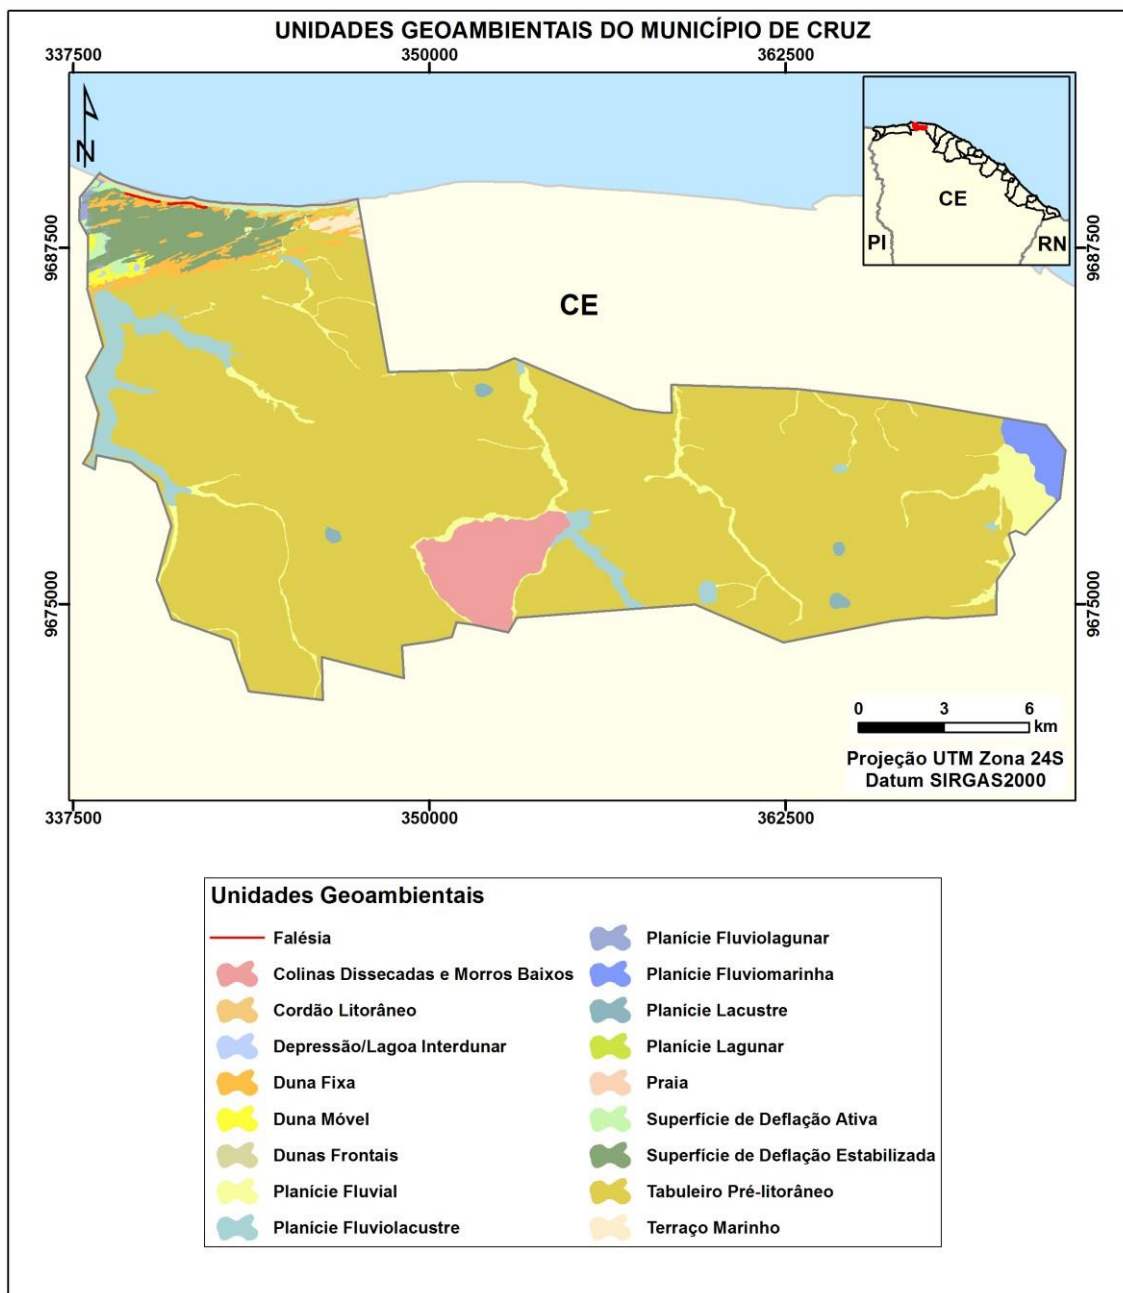 UNIDADES GEOAMBIENTAIS DO MUNICÍPIO DE CRUZ
337500 350000 362500
N
CE
PI
RN
9687500
9687500
CE
9675000
9675000
0 3 6
km
Projeção UTM Zona 24S
Datum SIRGAS2000
337500 350000 362500
Unidades Geoambientais
Falésia
Colinas Dissecadas e Morros Baixos
Cordão Litorâneo
Depressão/Lagoa Interdunar
Duna Fixa
Duna Móvel
Dunas Frontais
Planície Fluvial
Planície Fluviolacustre
Planície Fluviolagunar
Planície Fluviomarinha
Planície Lacustre
Planície Lagunar
Praia
Superfície de Deflação Ativa
Superfície de Deflação Estabilizada
Tabuleiro Pré-litorâneo
Terraço Marinho